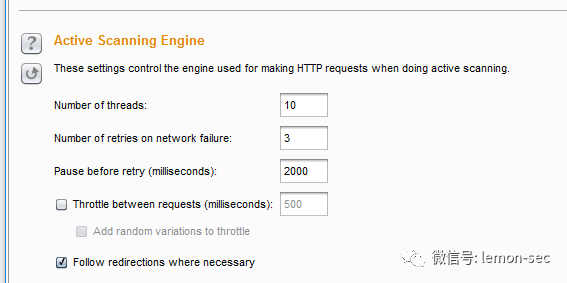 Active Scanning Engine
These settings control the engine used for making HTTP requests when doing active scanning.
Number of threads: 10
Number of retries on network failure: 3
Pause before retry (milliseconds): 2000
Throttle between requests (milliseconds): 500
Add random variations to throttle
Follow redirections where necessary
微信号: lemon-sec